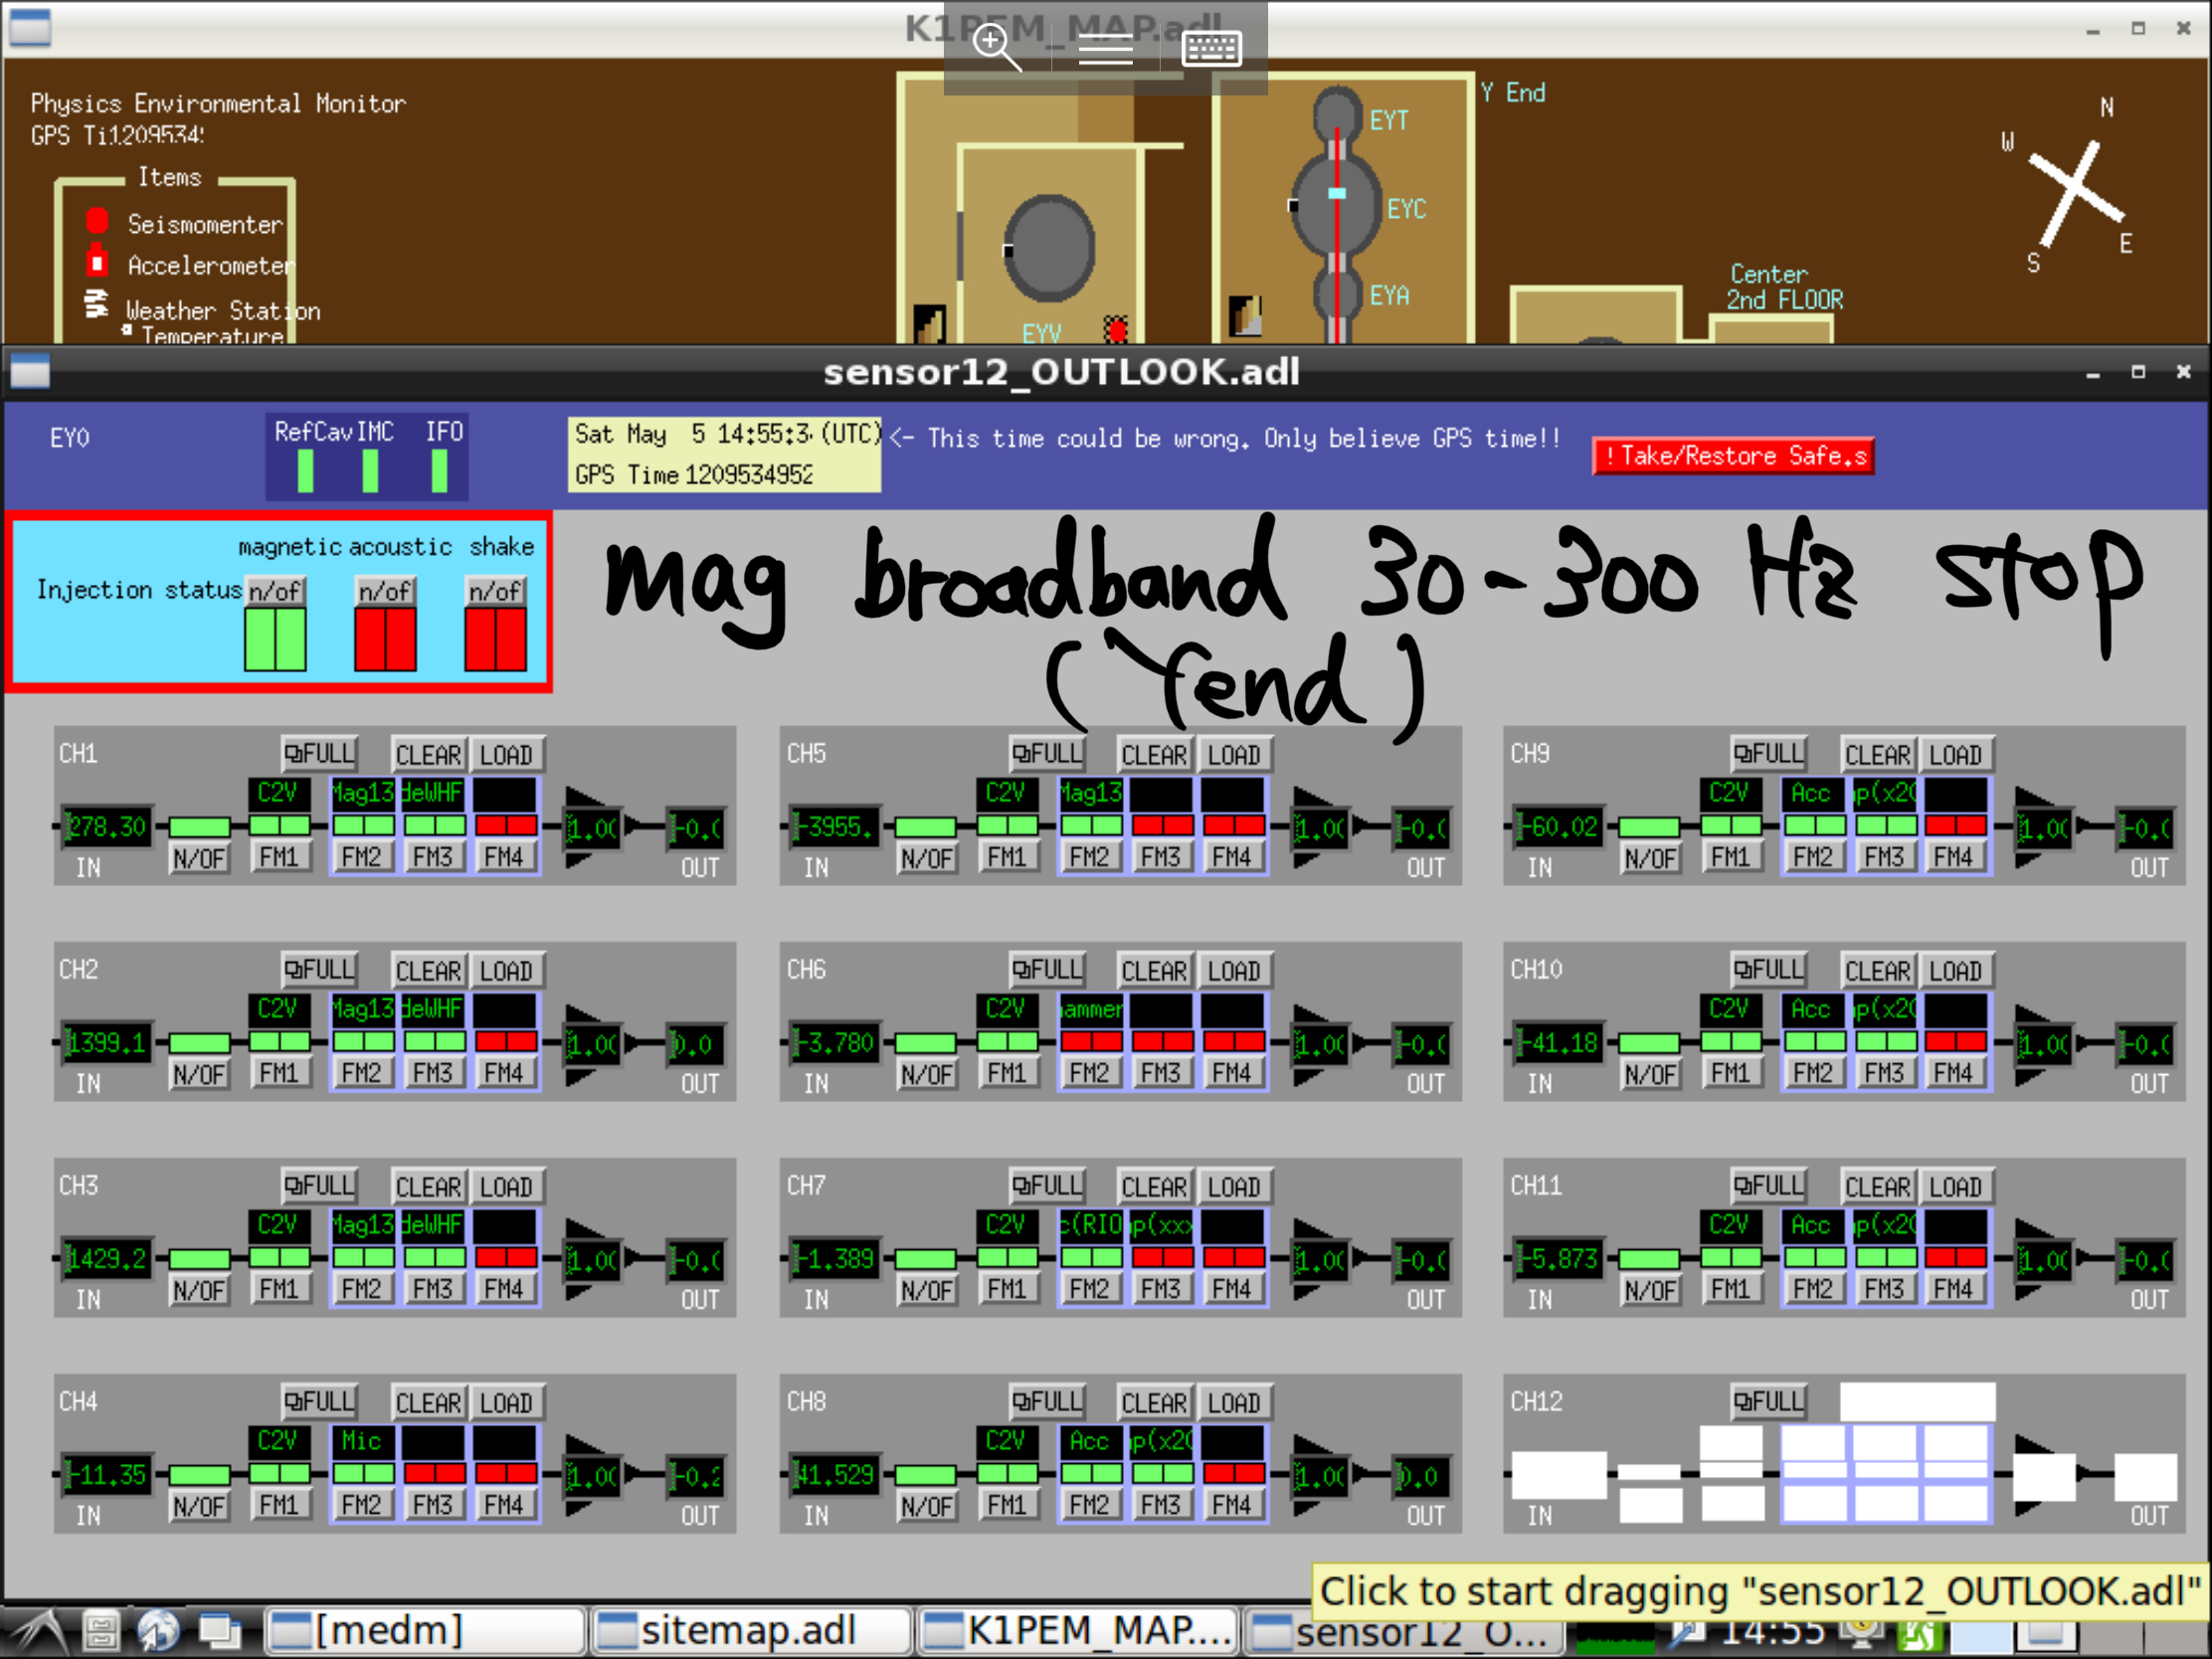 K1PEM_MAP.adl
Physics Environmental Monitor
GPS Ti
Items
Seismomenter
Accelerometer
Weather Station
Temperature
EYV
EYT
EYC
EYA
Y End
Center
2nd FLOOR
N
W
E
S
sensor12_OUTLOOK.adl
EY0
RefCav IMC IFO
Sat May 5 14:55:3 (UTC)
GPS Time 1209534952
<- This time could be wrong. Only believe GPS time!!
!Take/Restore Safe.s
magnetic acoustic shake
Injection status n/of n/of n/of
mag broadband 30-300 Hz stop
(Yend)
CH1 FULL CLEAR LOAD
C2V Mag13 deWHF
278.30 1.0 -0.
N/OF FM1 FM2 FM3 FM4
IN OUT
CH5 FULL CLEAR LOAD
C2V Mag13
-3955. 1.0 -0.
N/OF FM1 FM2 FM3 FM4
IN OUT
CH9 FULL CLEAR LOAD
C2V Acc p(x20
-60.02 1.0 -0.
N/OF FM1 FM2 FM3 FM4
IN OUT
CH2 FULL CLEAR LOAD
C2V Mag13 deWHF
1399.1 1.0 0.0
N/OF FM1 FM2 FM3 FM4
IN OUT
CH6 FULL CLEAR LOAD
C2V ammer
-3.780 1.0 -0.
N/OF FM1 FM2 FM3 FM4
IN OUT
CH10 FULL CLEAR LOAD
C2V Acc p(x20
-41.18 1.0 -0.
N/OF FM1 FM2 FM3 FM4
IN OUT
CH3 FULL CLEAR LOAD
C2V Mag13 deWHF
1429.2 1.0 -0.
N/OF FM1 FM2 FM3 FM4
IN OUT
CH7 FULL CLEAR LOAD
C2V c(RIO p(xxx
-1.389 1.0 -0.
N/OF FM1 FM2 FM3 FM4
IN OUT
CH11 FULL CLEAR LOAD
C2V Acc p(x20
-5.873 1.0 -0.
N/OF FM1 FM2 FM3 FM4
IN OUT
CH4 FULL CLEAR LOAD
C2V Mic
-11.35 1.0 -0.2
N/OF FM1 FM2 FM3 FM4
IN OUT
CH8 FULL CLEAR LOAD
C2V Acc p(x20
41.529 1.0 0.0
N/OF FM1 FM2 FM3 FM4
IN OUT
CH12 FULL
IN OUT
Click to start dragging "sensor12_OUTLOOK.adl"
[medm] sitemap.adl K1PEM_MAP.... sensor12_O... 14:55